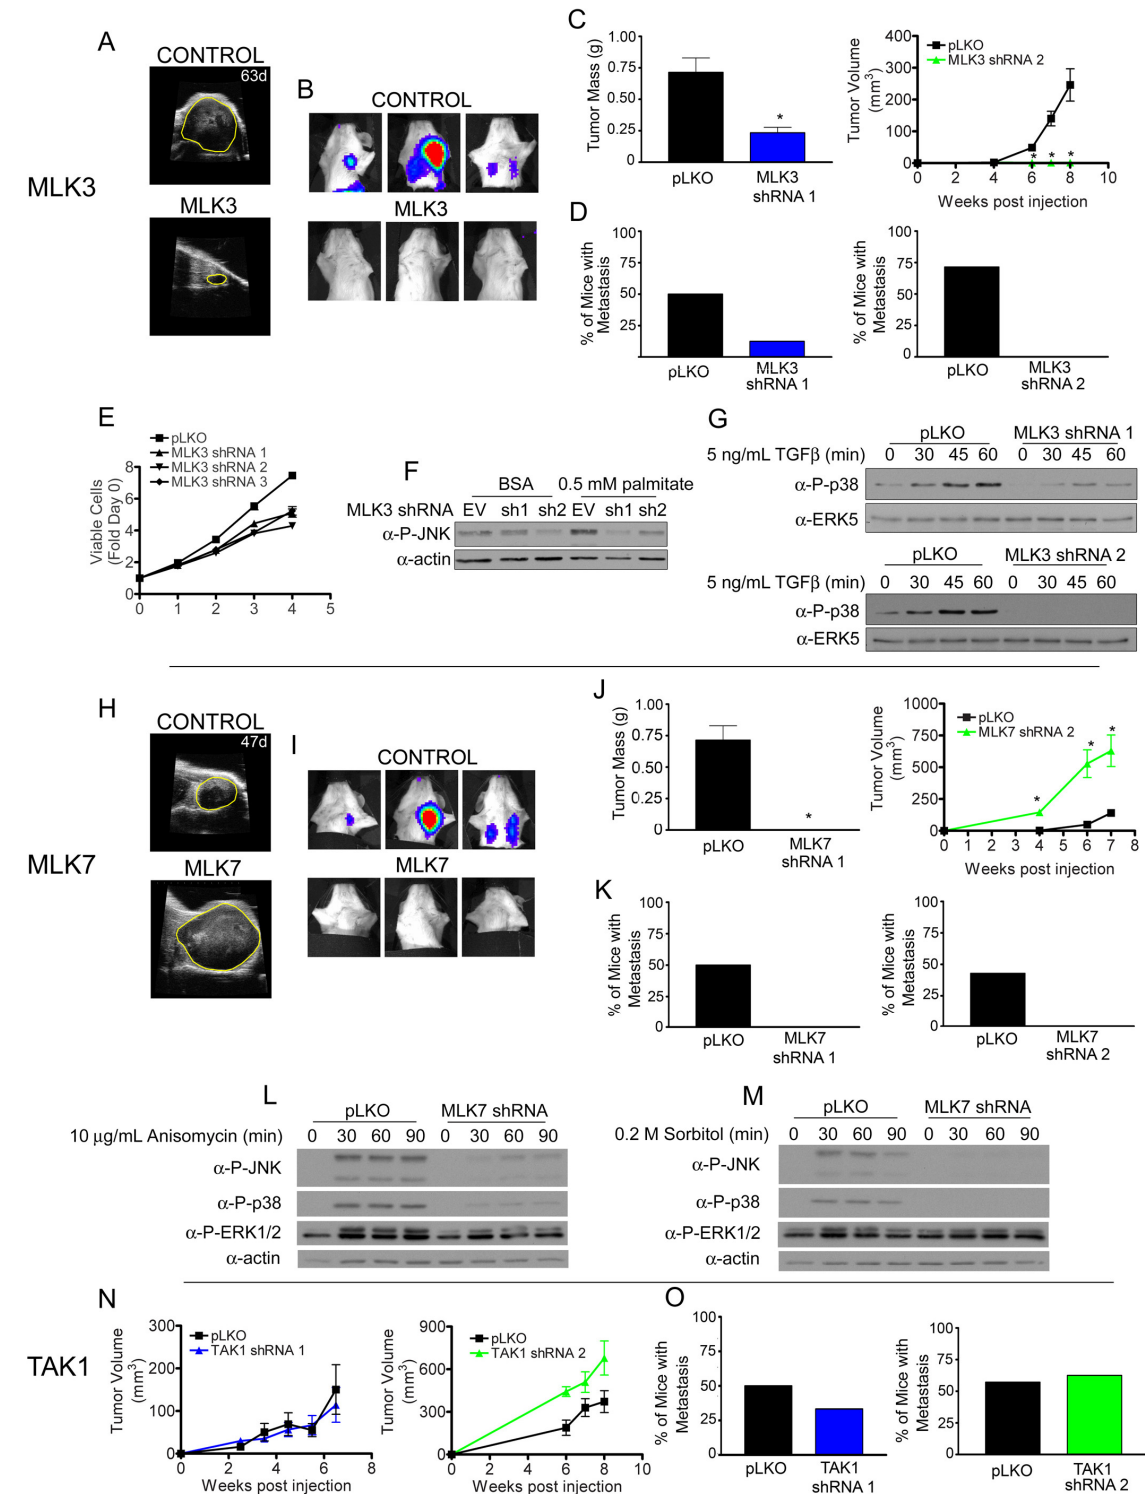 MLK3
A
CONTROL
63d
MLK3
B
CONTROL
MLK3
C
Tumor Mass (g)
1.00
0.75
0.50
0.25
0
*
pLKO
MLK3
shRNA 1
Tumor Volume
(mm3)
400
300
200
100
0
pLKO
MLK3 shRNA 2
* * *
0 2 4 6 8 10
Weeks post injection
D
% of Mice with
Metastasis
100
75
50
25
pLKO
MLK3
shRNA 1
% of Mice with
Metastasis
100
75
50
25
0
pLKO
MLK3
shRNA 2
E
pLKO
MLK3 shRNA 1
MLK3 shRNA 2
MLK3 shRNA 3
Viable Cells
(Fold Day 0)
8
6
4
2
0
0 1 2 3 4 5
F
BSA 0.5 mM palmitate
MLK3 shRNA EV sh1 sh2 EV sh1 sh2
α-P-JNK
α-actin
G
pLKO MLK3 shRNA 1
5 ng/mL TGFβ (min) 0 30 45 60 0 30 45 60
α-P-p38
α-ERK5
pLKO MLK3 shRNA 2
5 ng/mL TGFβ (min) 0 30 45 60 0 30 45 60
α-P-p38
α-ERK5
MLK7
H
CONTROL
47d
MLK7
I
CONTROL
MLK7
J
Tumor Mass (g)
1.00
0.75
0.50
0.25
0
*
pLKO
MLK7
shRNA 1
Tumor Volume
(mm3)
1000
750
500
250
0
pLKO
MLK7 shRNA 2
* * *
0 1 2 3 4 5 6 7 8
Weeks post injection
K
% of Mice with
Metastasis
100
75
50
25
0
pLKO
MLK7
shRNA 1
% of Mice with
Metastasis
100
75
50
25
0
pLKO
MLK7
shRNA 2
L
pLKO MLK7 shRNA
10 μg/mL Anisomycin (min) 0 30 60 90 0 30 60 90
α-P-JNK
α-P-p38
α-P-ERK1/2
α-actin
M
pLKO MLK7 shRNA
0.2 M Sorbitol (min) 0 30 60 90 0 30 60 90
α-P-JNK
α-P-p38
α-P-ERK1/2
α-actin
TAK1
N
Tumor Volume
(mm3)
300
200
100
0
pLKO
TAK1 shRNA 1
0 2 4 6 8
Weeks post injection
Tumor Volume
(mm3)
900
600
300
0
pLKO
TAK1 shRNA 2
0 2 4 6 8 10
Weeks post injection
O
% of Mice with
Metastasis
100
75
50
25
0
pLKO
TAK1
shRNA 1
% of Mice with
Metastasis
100
75
50
25
0
pLKO
TAK1
shRNA 2